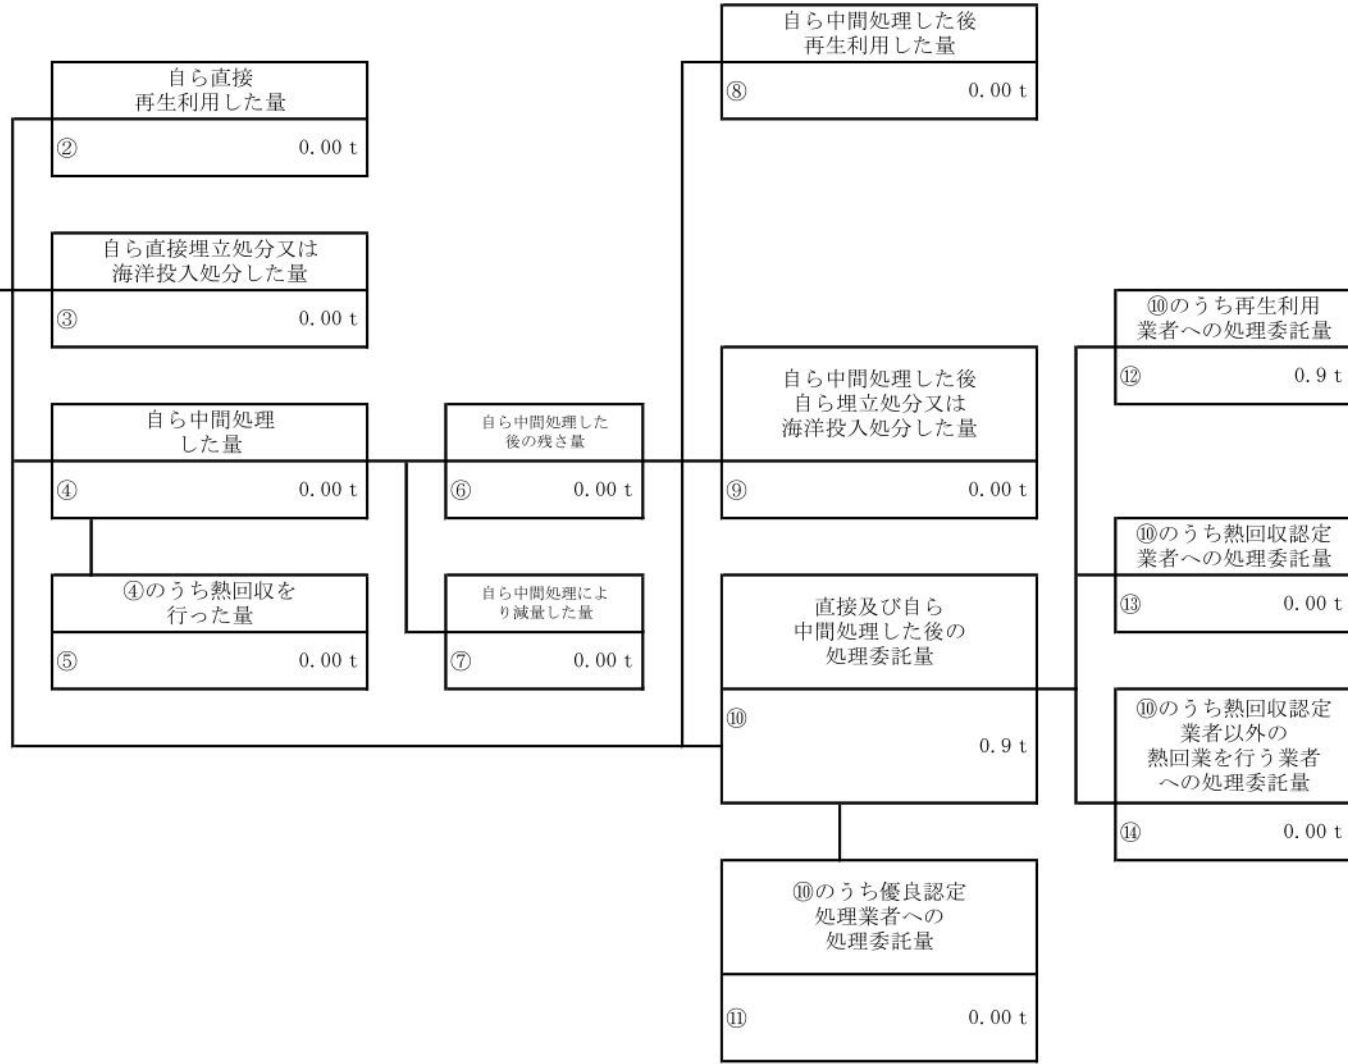 自ら直接
再生利用した量
② 0.00 t
自ら直接埋立処分又は
海洋投入処分した量
③ 0.00 t
自ら中間処理
した量
④ 0.00 t
④のうち熱回収を
行った量
⑤ 0.00 t
自ら中間処理した
後の残さ量
⑥ 0.00 t
自ら中間処理によ
り減量した量
⑦ 0.00 t
自ら中間処理した後
再生利用した量
⑧ 0.00 t
自ら中間処理した後
自ら埋立処分又は
海洋投入処分した量
⑨ 0.00 t
直接及び自ら
中間処理した後の
処理委託量
⑩
0.9 t
⑩のうち優良認定
処理業者への
処理委託量
⑪ 0.00 t
⑩のうち再生利用
業者への処理委託量
⑫ 0.9 t
⑩のうち熱回収認定
業者への処理委託量
⑬ 0.00 t
⑩のうち熱回収認定
業者以外の
熱回業を行う業者
への処理委託量
⑭ 0.00 t